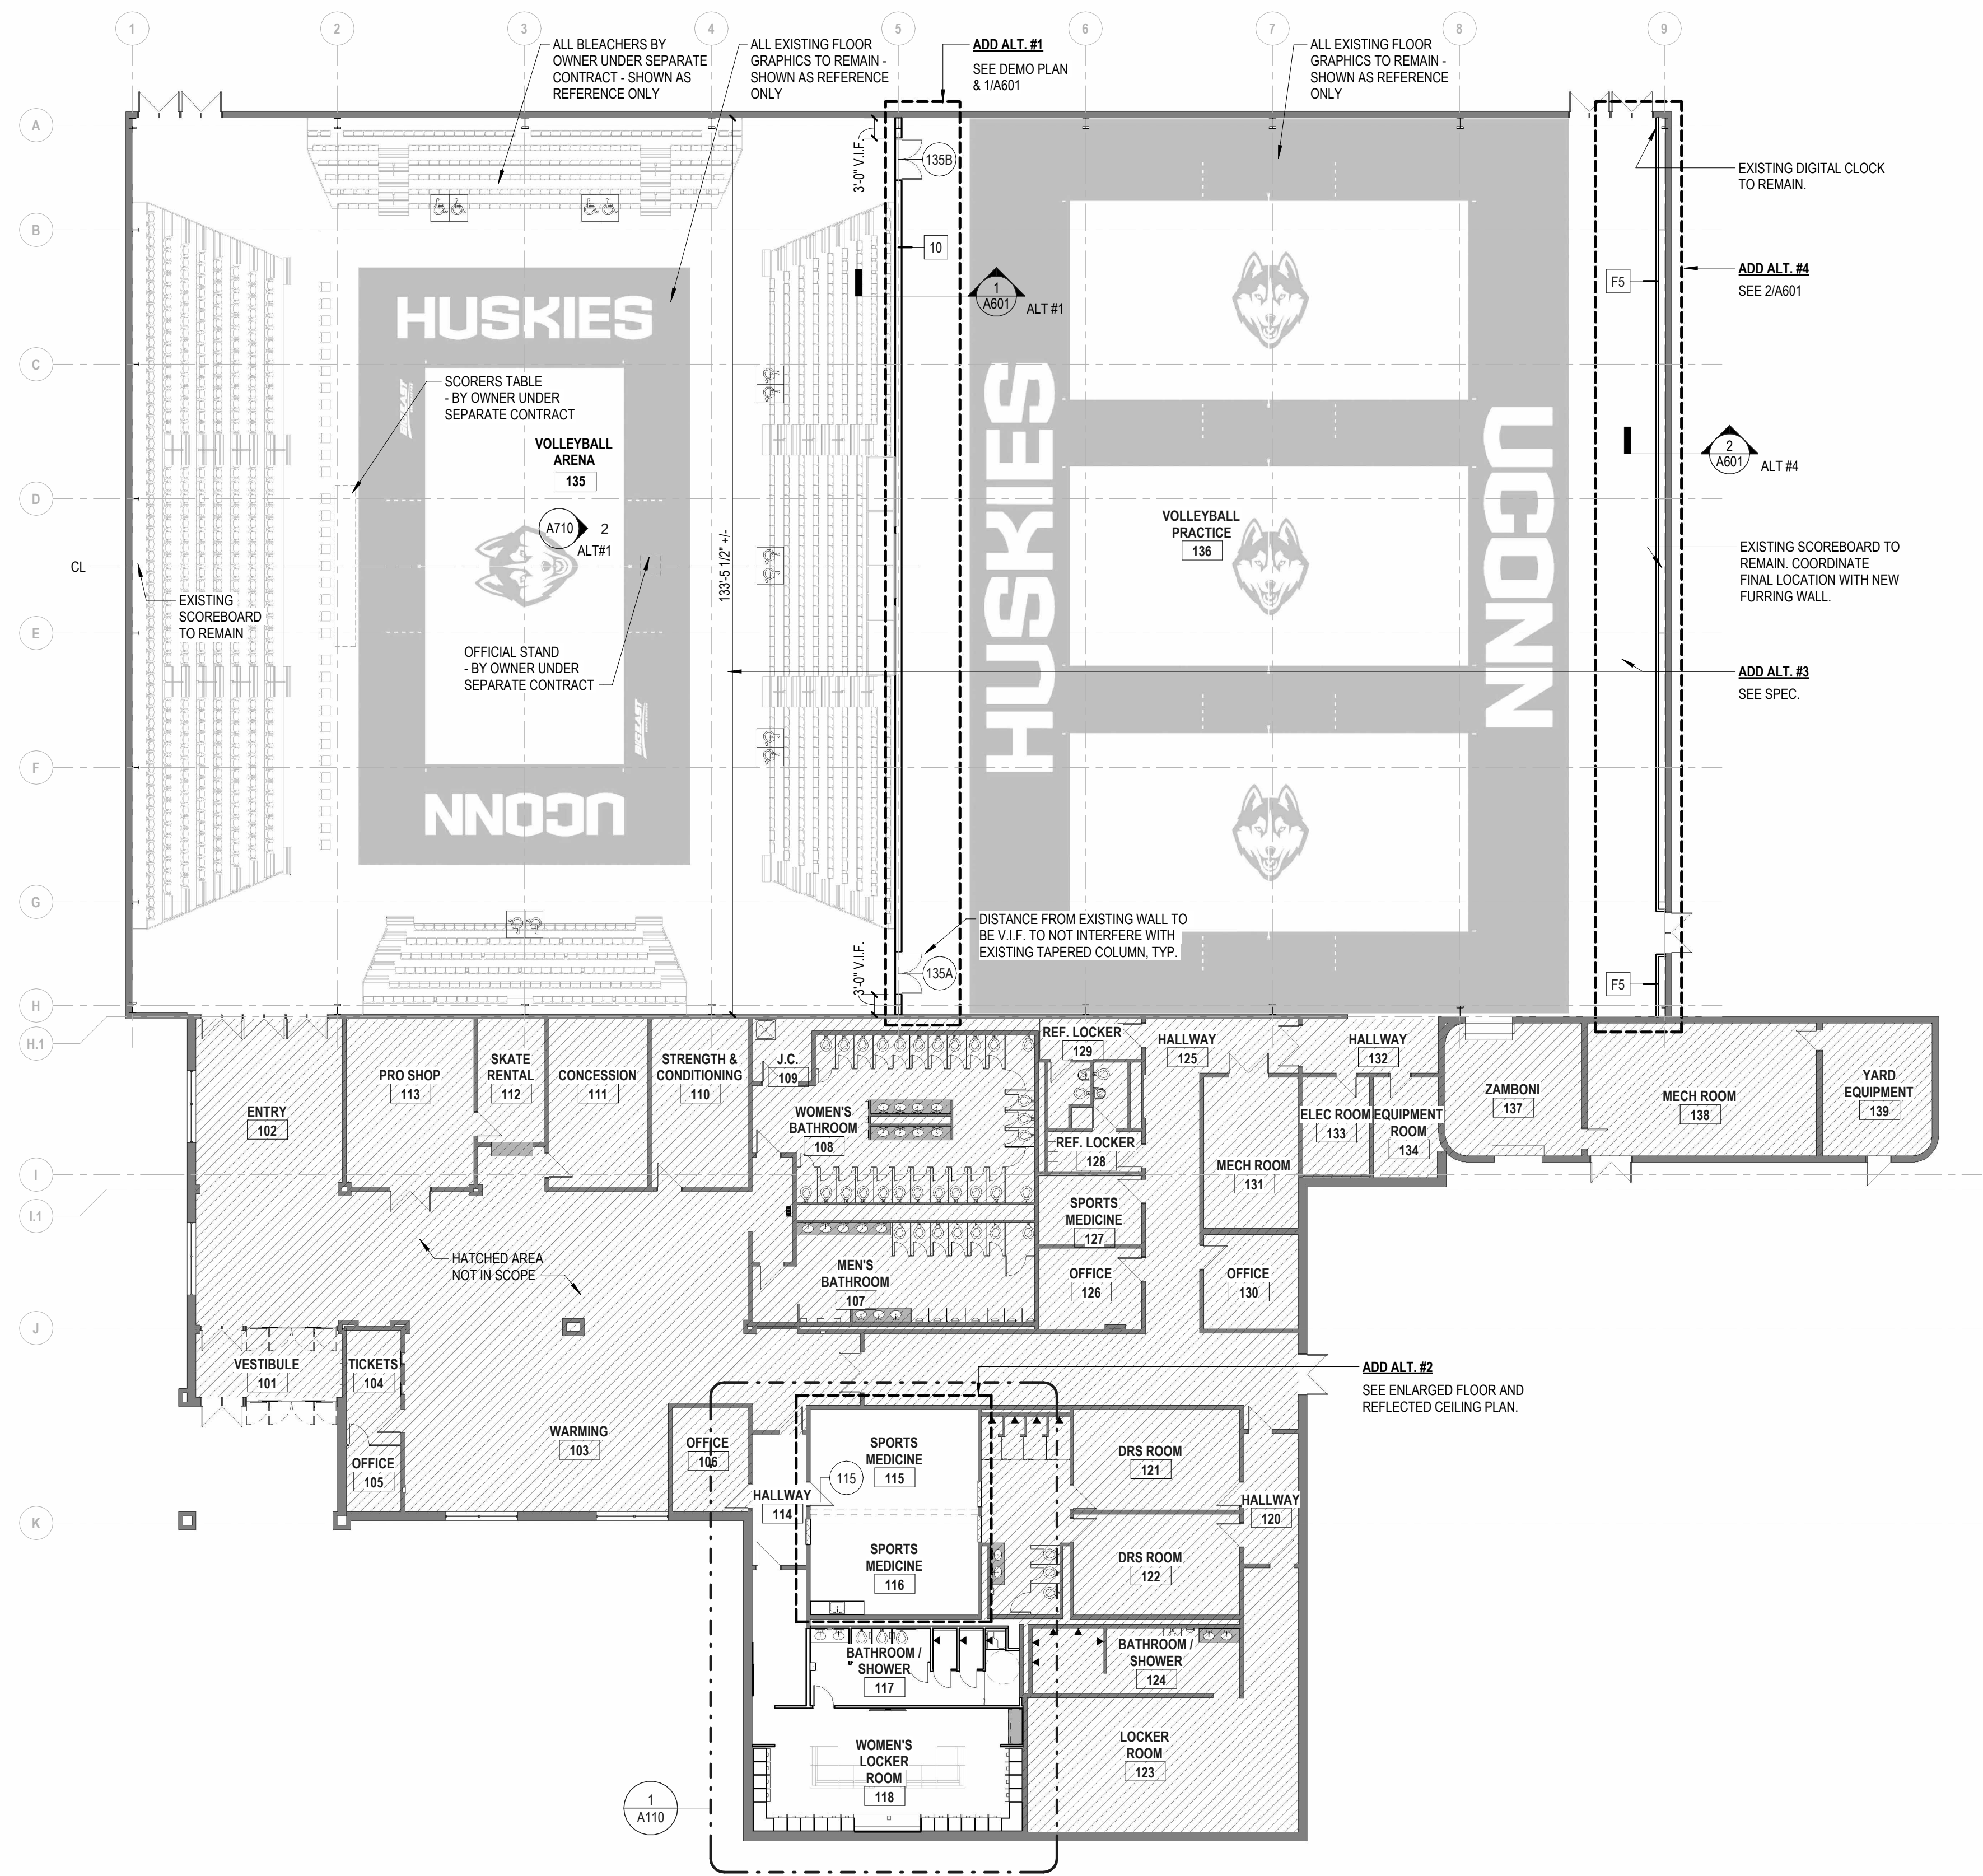 1
2
3
4
5
6
7
8
9
ALL BLEACHERS BY
OWNER UNDER SEPARATE
CONTRACT - SHOWN AS
REFERENCE ONLY
ALL EXISTING FLOOR
GRAPHICS TO REMAIN -
SHOWN AS REFERENCE
ONLY
ADD ALT. #1
SEE DEMO PLAN
& 1/A601
ALL EXISTING FLOOR
GRAPHICS TO REMAIN -
SHOWN AS REFERENCE
ONLY
A
B
C
D
E
F
G
H
H.1
I
I.1
J
K
CL
3'-0" V.I.F.
135B
10
1
A601
ALT #1
EXISTING DIGITAL CLOCK
TO REMAIN.
F5
ADD ALT. #4
SEE 2/A601
HUSKIES
BIG EAST
SCORERS TABLE
- BY OWNER UNDER
SEPARATE CONTRACT
VOLLEYBALL
ARENA
135
A710
2
ALT#1
133'-5 1/2" +/-
HUSKIES
UCONN
VOLLEYBALL
PRACTICE
136
2
A601
ALT #4
EXISTING
SCOREBOARD
TO REMAIN
EXISTING SCOREBOARD TO
REMAIN. COORDINATE
FINAL LOCATION WITH NEW
FURRING WALL.
OFFICIAL STAND
- BY OWNER UNDER
SEPARATE CONTRACT
ADD ALT. #3
SEE SPEC.
BIG EAST
UCONN
DISTANCE FROM EXISTING WALL TO
BE V.I.F. TO NOT INTERFERE WITH
EXISTING TAPERED COLUMN, TYP.
3'-0" V.I.F.
135A
F5
ENTRY
102
PRO SHOP
113
SKATE
RENTAL
112
CONCESSION
111
STRENGTH &
CONDITIONING
110
J.C.
109
WOMEN'S
BATHROOM
108
REF. LOCKER
129
REF. LOCKER
128
HALLWAY
125
HALLWAY
132
MECH ROOM
131
ELEC ROOM
133
EQUIPMENT
ROOM
134
ZAMBONI
137
MECH ROOM
138
YARD
EQUIPMENT
139
SPORTS
MEDICINE
127
HATCHED AREA
NOT IN SCOPE
MEN'S
BATHROOM
107
OFFICE
126
OFFICE
130
VESTIBULE
101
TICKETS
104
ADD ALT. #2
SEE ENLARGED FLOOR AND
REFLECTED CEILING PLAN.
OFFICE
105
WARMING
103
OFFICE
106
HALLWAY
114
SPORTS
MEDICINE
115
115
DRS ROOM
121
HALLWAY
120
SPORTS
MEDICINE
116
DRS ROOM
122
BATHROOM /
SHOWER
117
BATHROOM /
SHOWER
124
WOMEN'S
LOCKER
ROOM
118
LOCKER
ROOM
123
1
A110